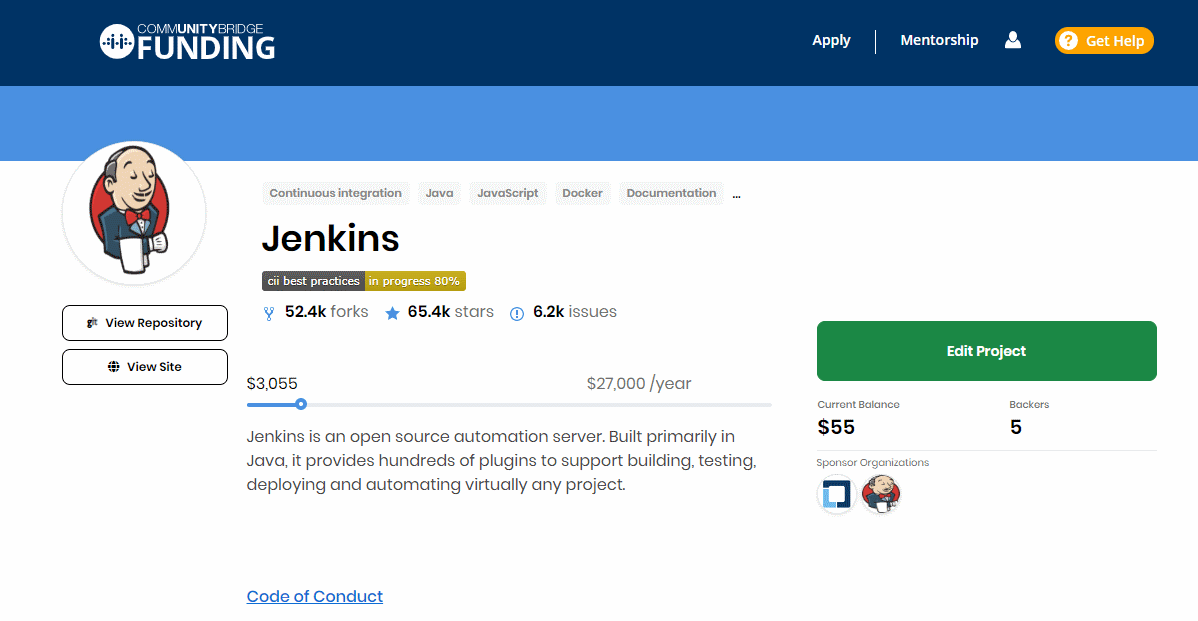 COMMUNITYBRIDGE
FUNDING
Apply
Mentorship
? Get Help
Continuous integration
Java
JavaScript
Docker
Documentation
...
Jenkins
cii best practices in progress 80%
52.4k forks
65.4k stars
6.2k issues
git View Repository
View Site
Edit Project
$3,055
$27,000 /year
Current Balance
Backers
$55
5
Jenkins is an open source automation server. Built primarily in
Java, it provides hundreds of plugins to support building, testing,
deploying and automating virtually any project.
Sponsor Organizations
Code of Conduct